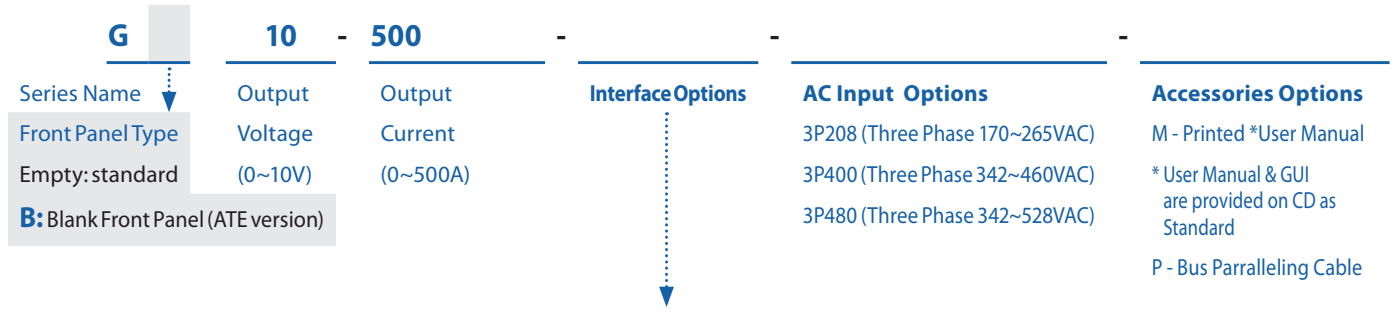 G 10 - 500 - - -
Series Name
Front Panel Type
Empty: standard
B: Blank Front Panel (ATE version)
Output
Voltage
(0~10V)
Output
Current
(0~500A)
Interface Options
AC Input Options
3P208 (Three Phase 170~265VAC)
3P400 (Three Phase 342~460VAC)
3P480 (Three Phase 342~528VAC)
Accessories Options
M - Printed *User Manual
* User Manual & GUI
are provided on CD as
Standard
P - Bus Parralleling Cable